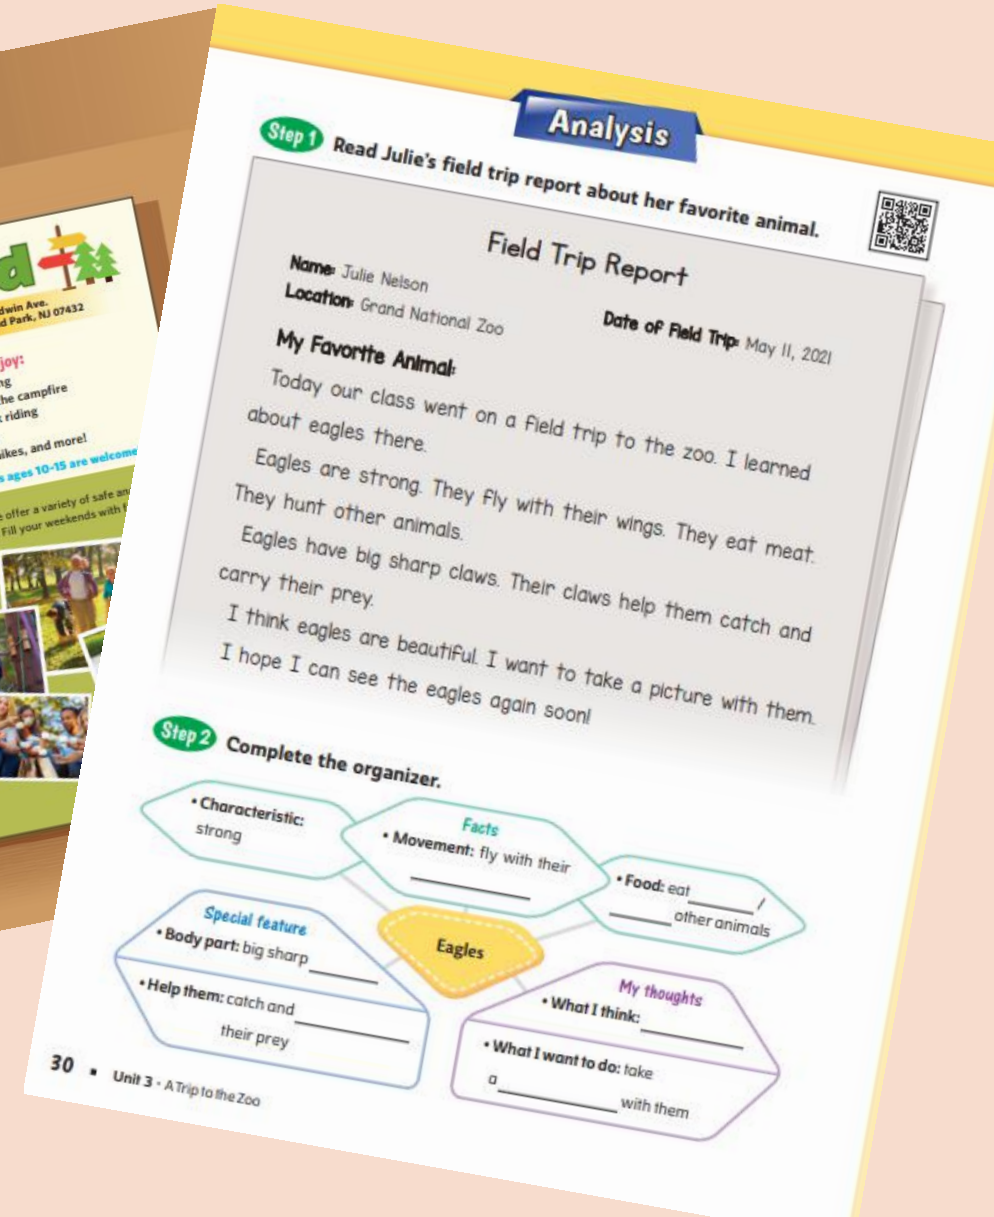 d
dwin Ave.
d Park, NJ 07432
joy:
ng
he campfire
riding
ikes, and more!
s ages 10-15 are welcome
offer a variety of safe an
Fill your weekends with f
Analysis
Step 1 Read Julie's field trip report about her favorite animal.
Field Trip Report
Name: Julie Nelson
Location: Grand National Zoo
Date of Field Trip: May 11, 2021
My Favorite Animal:
Today our class went on a field trip to the zoo. I learned
about eagles there.
Eagles are strong. They fly with their wings. They eat meat.
They hunt other animals.
Eagles have big sharp claws. Their claws help them catch and
carry their prey.
I think eagles are beautiful. I want to take a picture with them.
I hope I can see the eagles again soon!
Step 2 Complete the organizer.
• Characteristic:
strong
Facts
• Movement: fly with their
• Food: eat /
other animals
Special feature
• Body part: big sharp
• Help them: catch and
their prey
Eagles
My thoughts
• What I think:
• What I want to do: take
a with them
30 ▪ Unit 3 • A Trip to the Zoo